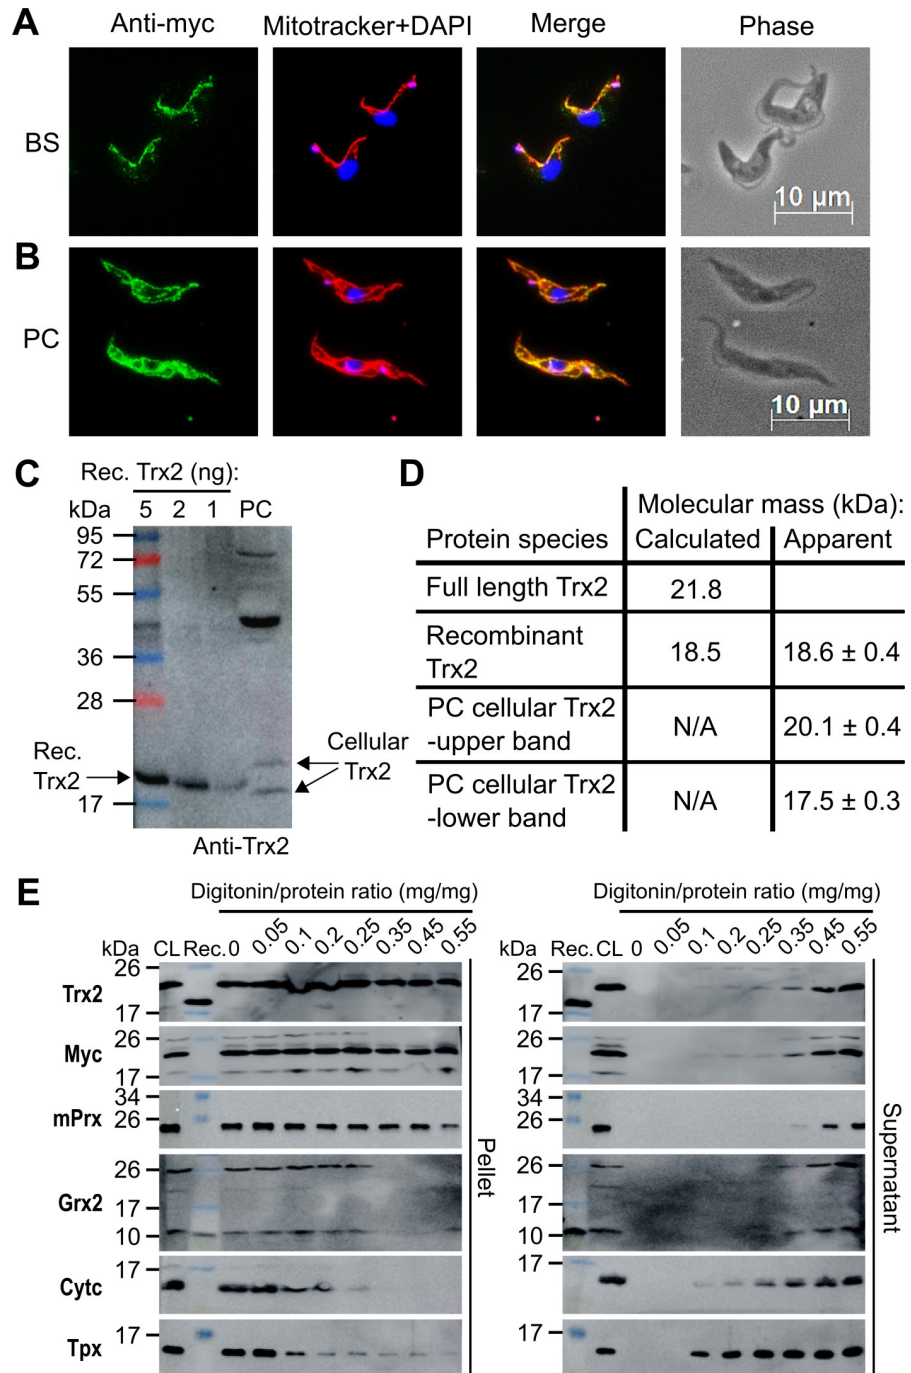 A
Anti-myc
Mitotracker+DAPI
Merge
Phase
BS
10 µm
B
PC
10 µm
C
Rec. Trx2 (ng):
kDa 5 2 1 PC
95
72
55
36
28
17
Rec.
Trx2
Cellular
Trx2
Anti-Trx2
D
Molecular mass (kDa):
Protein species Calculated Apparent
Full length Trx2 21.8
Recombinant
Trx2 18.5 18.6 ± 0.4
PC cellular Trx2
-upper band N/A 20.1 ± 0.4
PC cellular Trx2
-lower band N/A 17.5 ± 0.3
E
Digitonin/protein ratio (mg/mg)
kDa CL Rec. 0 0.05 0.1 0.2 0.25 0.35 0.45 0.55
Trx2
26
17
Myc
26
17
mPrx
34
26
Grx2
26
17
10
Cytc
17
Tpx
17
Pellet
Digitonin/protein ratio (mg/mg)
kDa Rec. CL 0 0.05 0.1 0.2 0.25 0.35 0.45 0.55
26
17
26
17
34
26
26
17
10
17
17
Supernatant